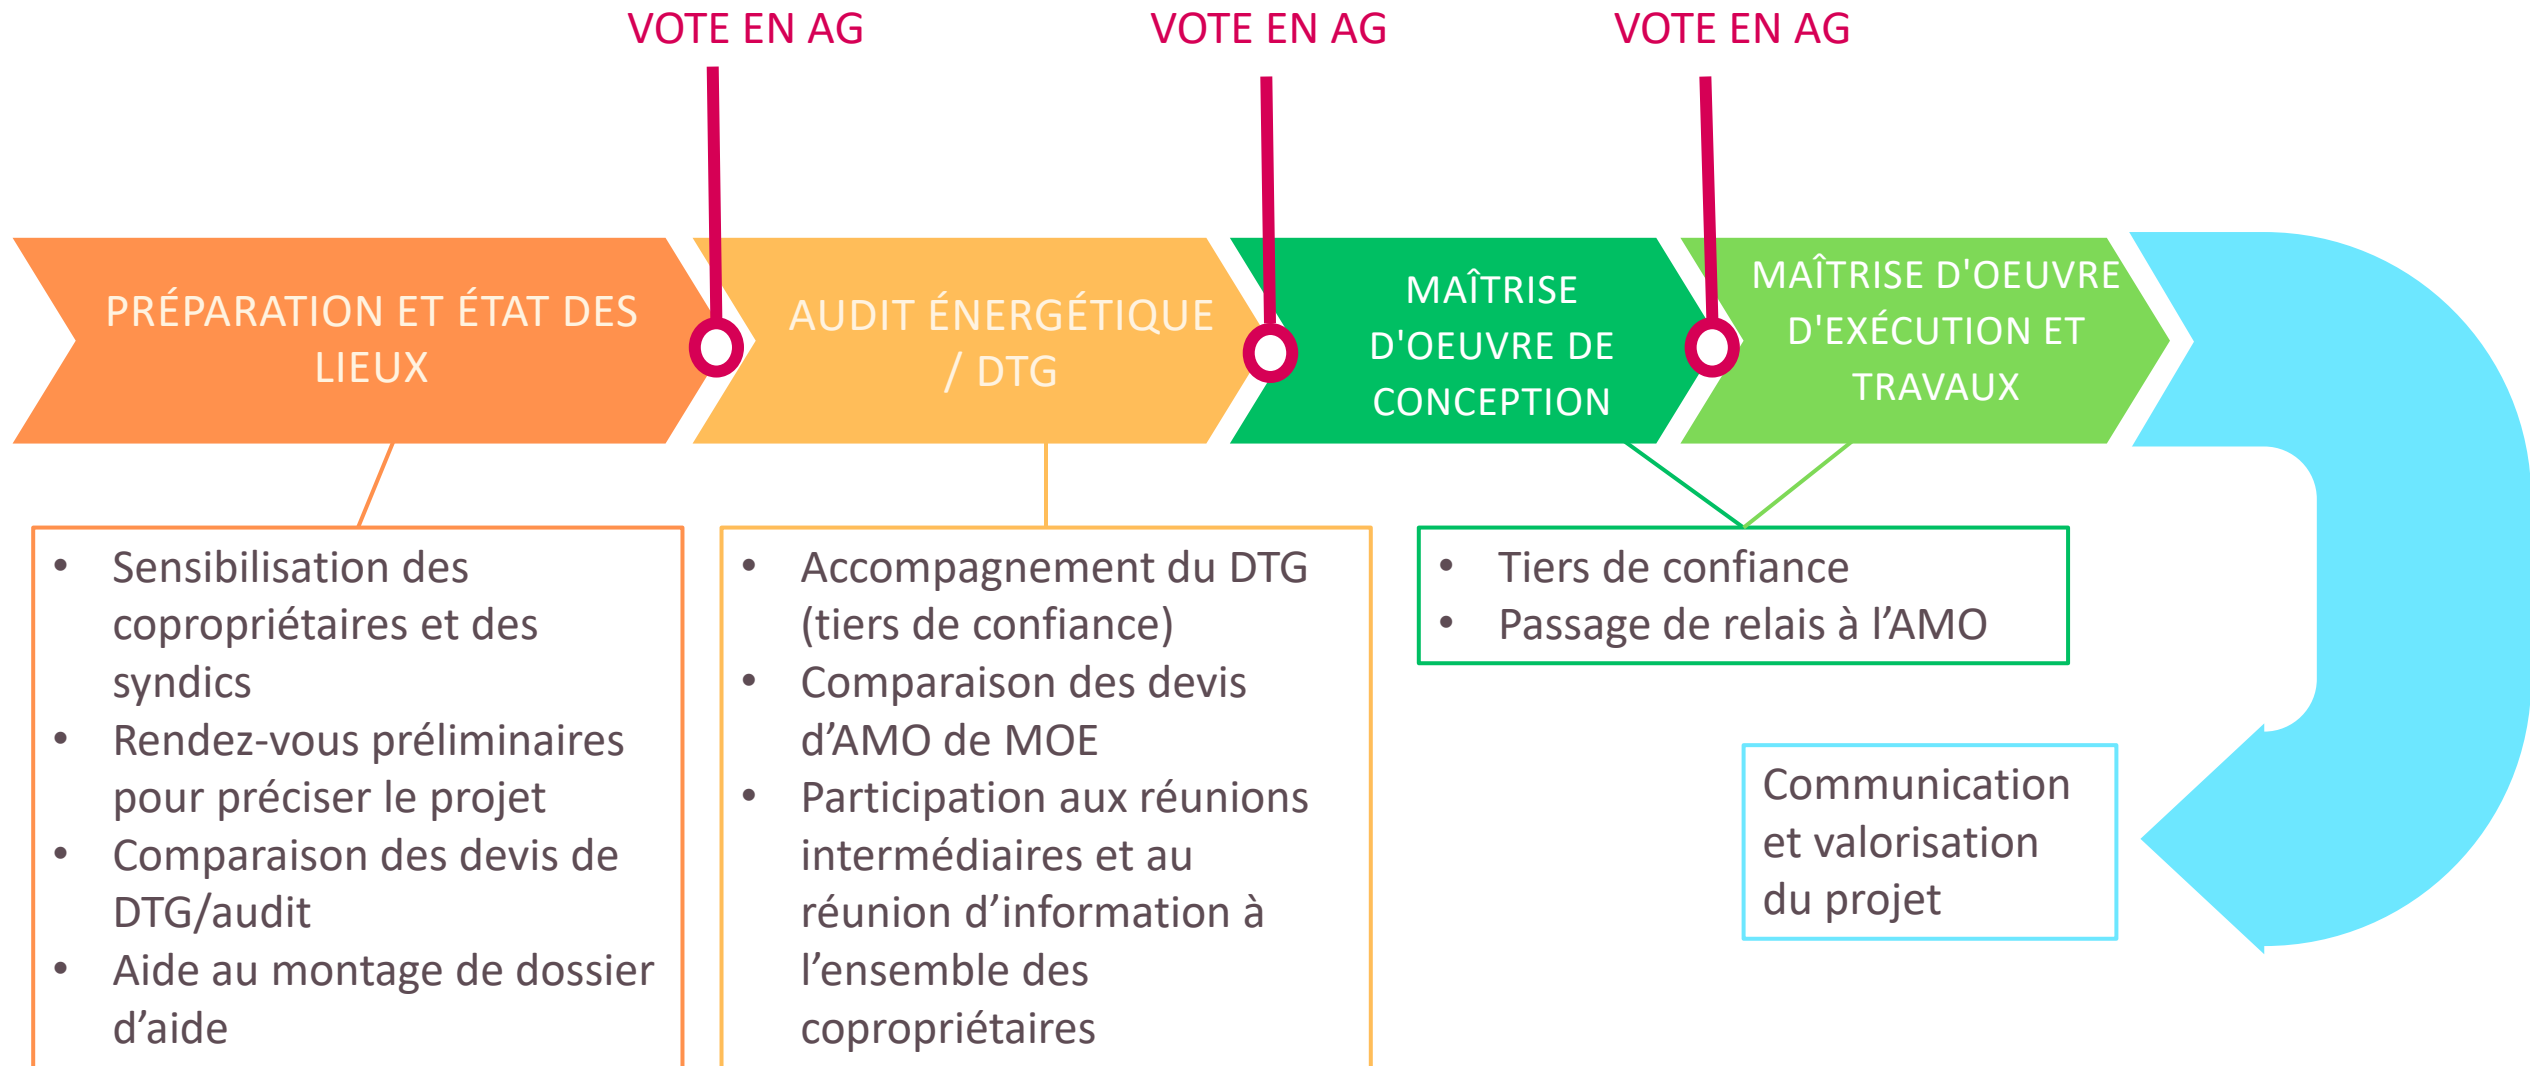 VOTE EN AG
VOTE EN AG
VOTE EN AG
PRÉPARATION ET ÉTAT DES
LIEUX
AUDIT ÉNERGÉTIQUE
/ DTG
MAÎTRISE
D'OEUVRE DE
CONCEPTION
MAÎTRISE D'OEUVRE
D'EXÉCUTION ET
TRAVAUX
• Sensibilisation des
copropriétaires et des
syndics
• Rendez-vous préliminaires
pour préciser le projet
• Comparaison des devis de
DTG/audit
• Aide au montage de dossier
d’aide
• Accompagnement du DTG
(tiers de confiance)
• Comparaison des devis
d’AMO de MOE
• Participation aux réunions
intermédiaires et au
réunion d’information à
l’ensemble des
copropriétaires
• Tiers de confiance
• Passage de relais à l’AMO
Communication
et valorisation
du projet